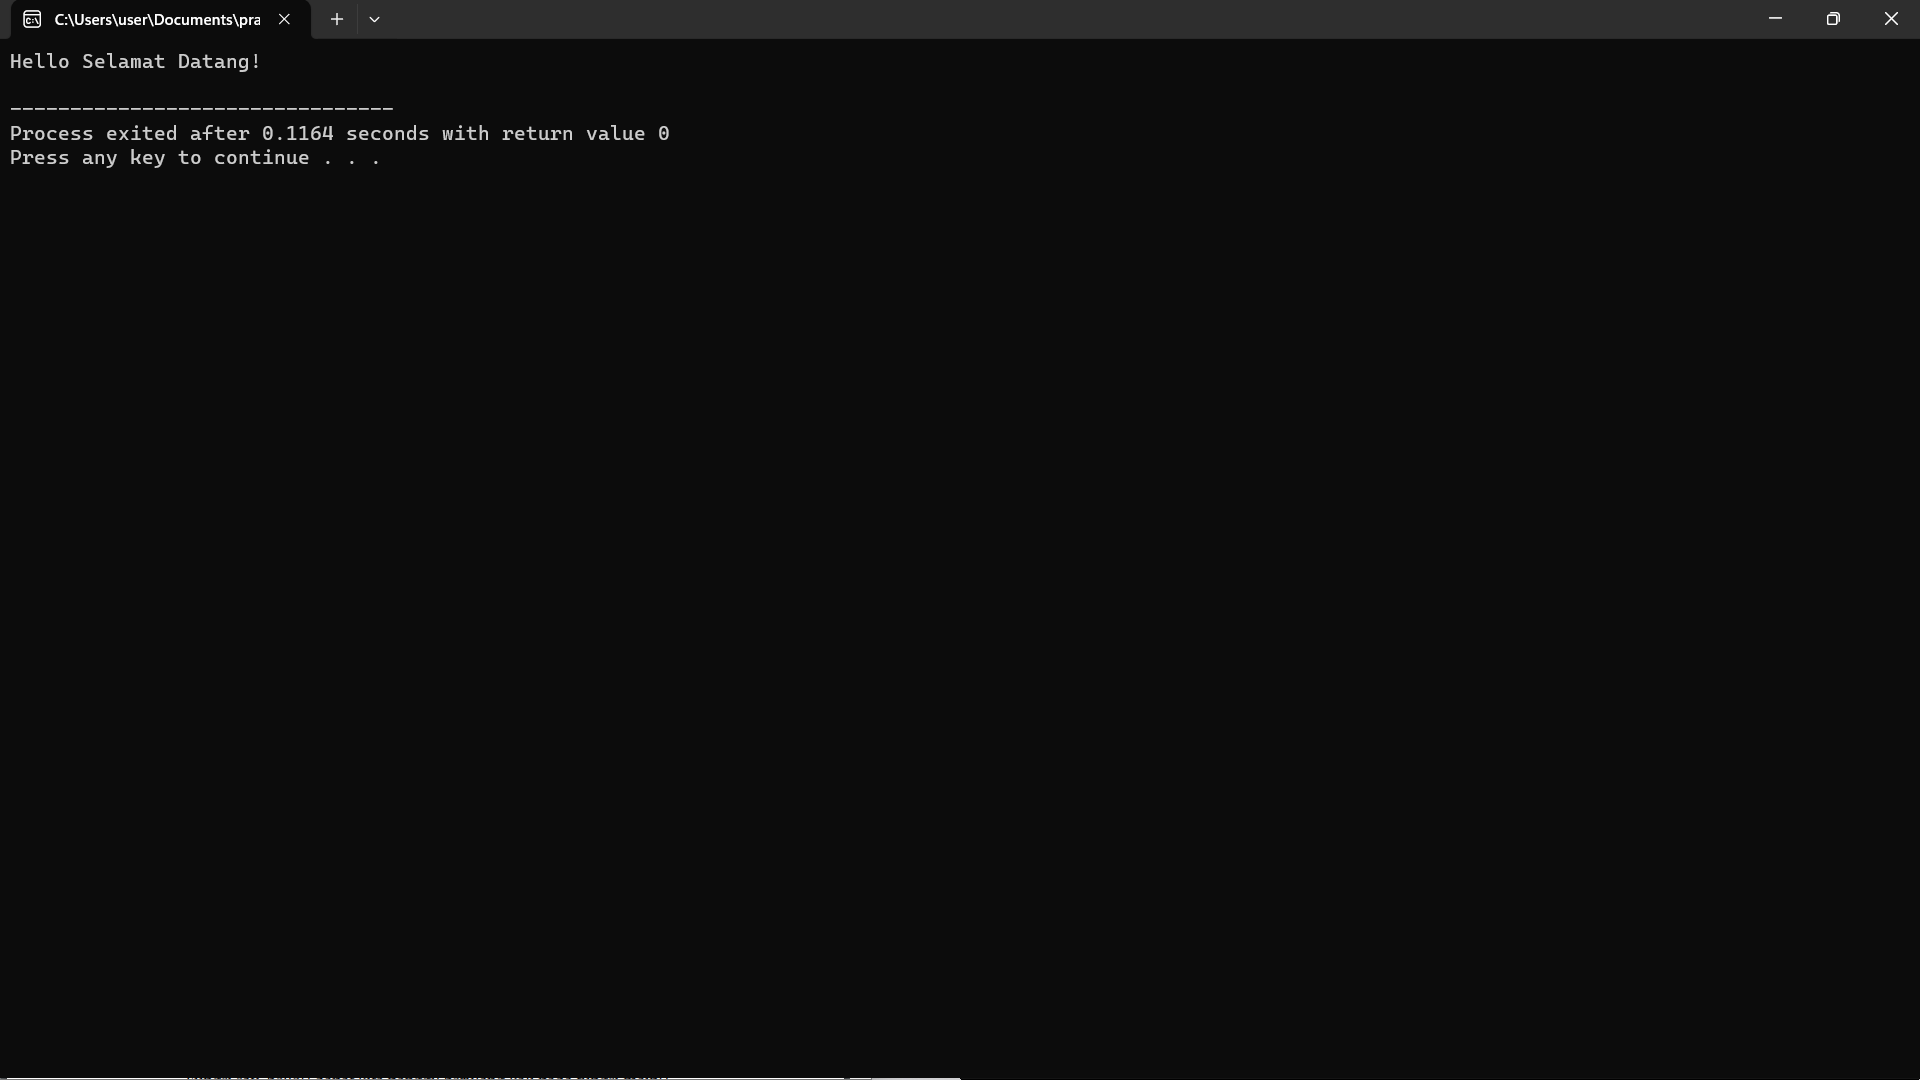 C:\Users\user\Documents\pra
Hello Selamat Datang!
--------------------------------
Process exited after 0.1164 seconds with return value 0
Press any key to continue . . .